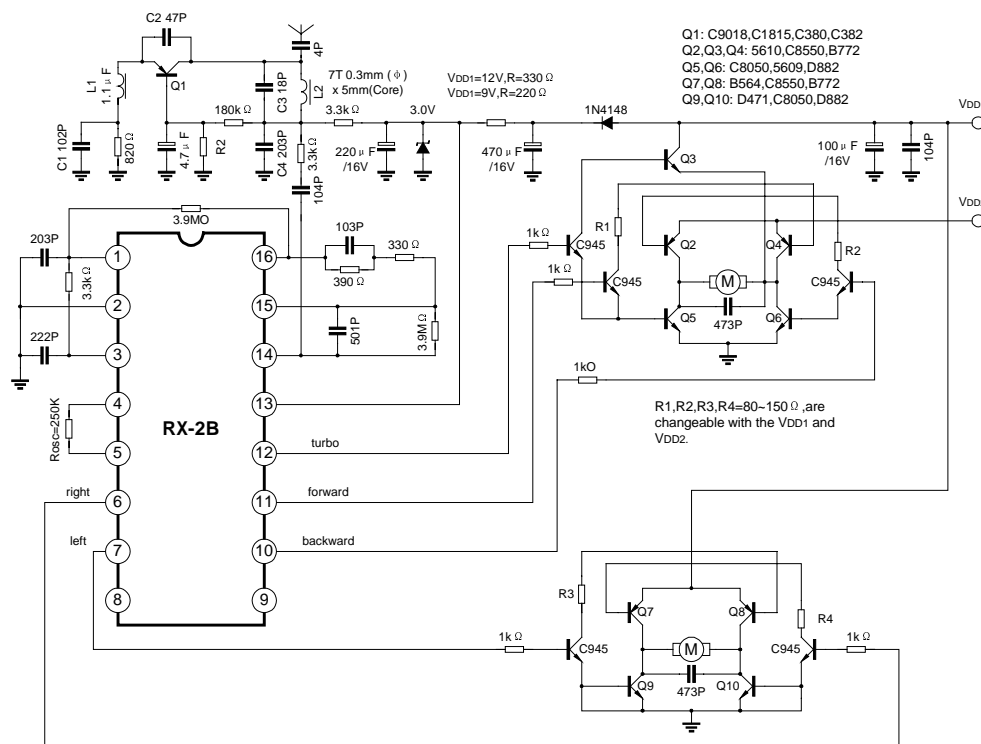 C2 47P
4P
Q1: C9018,C1815,C380,C382
Q2,Q3,Q4: 5610,C8550,B772
Q5,Q6: C8050,5609,D882
Q7,Q8: B564,C8550,B772
Q9,Q10: D471,C8050,D882
L1
1.1μF
Q1
C3 18P
L2
7T 0.3mm (Φ)
x 5mm(Core)
VDD1=12V,R=330Ω
VDD1=9V,R=220Ω
1N4148
VDD
180kΩ
3.3kΩ
3.0V
C1 102P
820Ω
4.7μF
R2
C4 203P
3.3kΩ
220μF
/16V
470μF
/16V
Q3
100μF
/16V
104P
104P
3.9MO
VDD
203P
1
16
103P
330Ω
390Ω
R1
Q2
Q4
R2
1kΩ
C945
M
3.3kΩ
2
15
1kΩ
C945
C945
501P
3.9MΩ
Q5
473P
Q6
222P
3
14
1kO
Rosc=250K
4
13
RX-2B
R1,R2,R3,R4=80~150Ω,are
changeable with the VDD1 and
VDD2.
5
12
turbo
right
6
11
forward
left
7
10
backward
8
9
R3
Q7
Q8
R4
1kΩ
C945
M
C945
1kΩ
Q9
473P
Q10